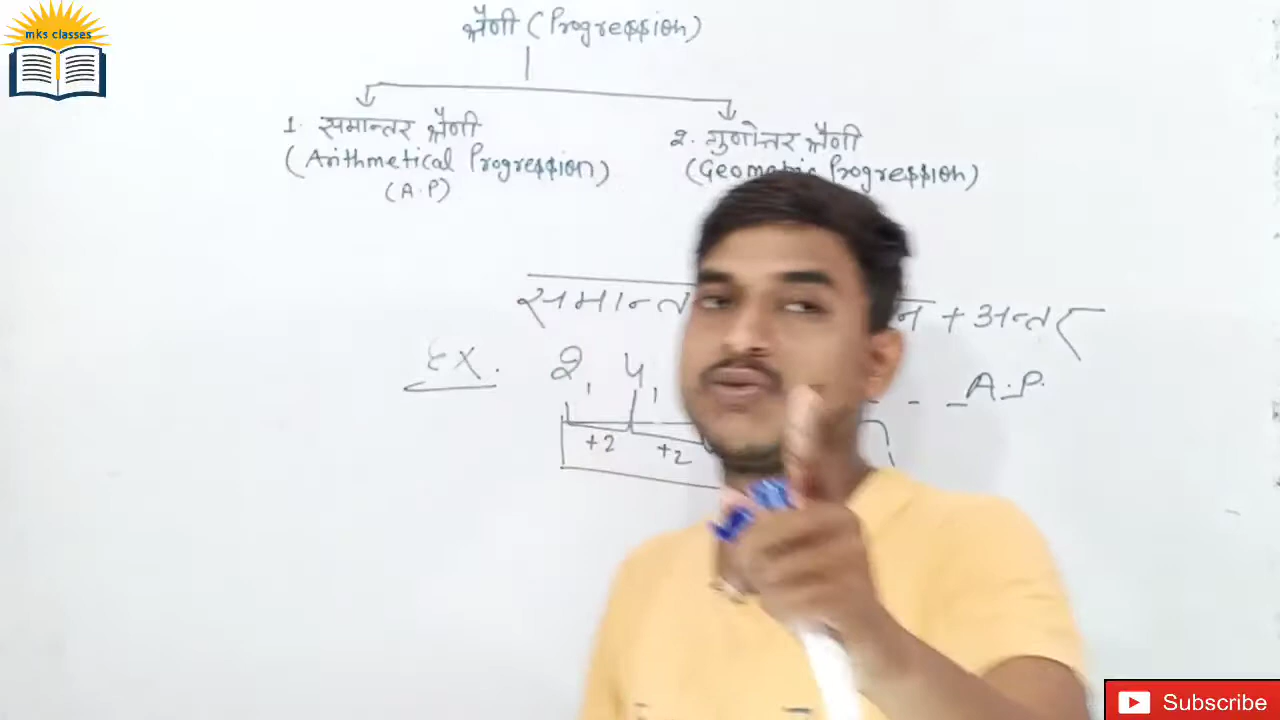 mks classes
श्रेणी (Progression)
1. समान्तर श्रेणी
(Arithmetical Progression)
(A.P)
2. गुणोत्तर श्रेणी
(Geometric Progression)
+ अन्तर
Ex. 2, 4, - - A.P.
+2 +2
Subscribe